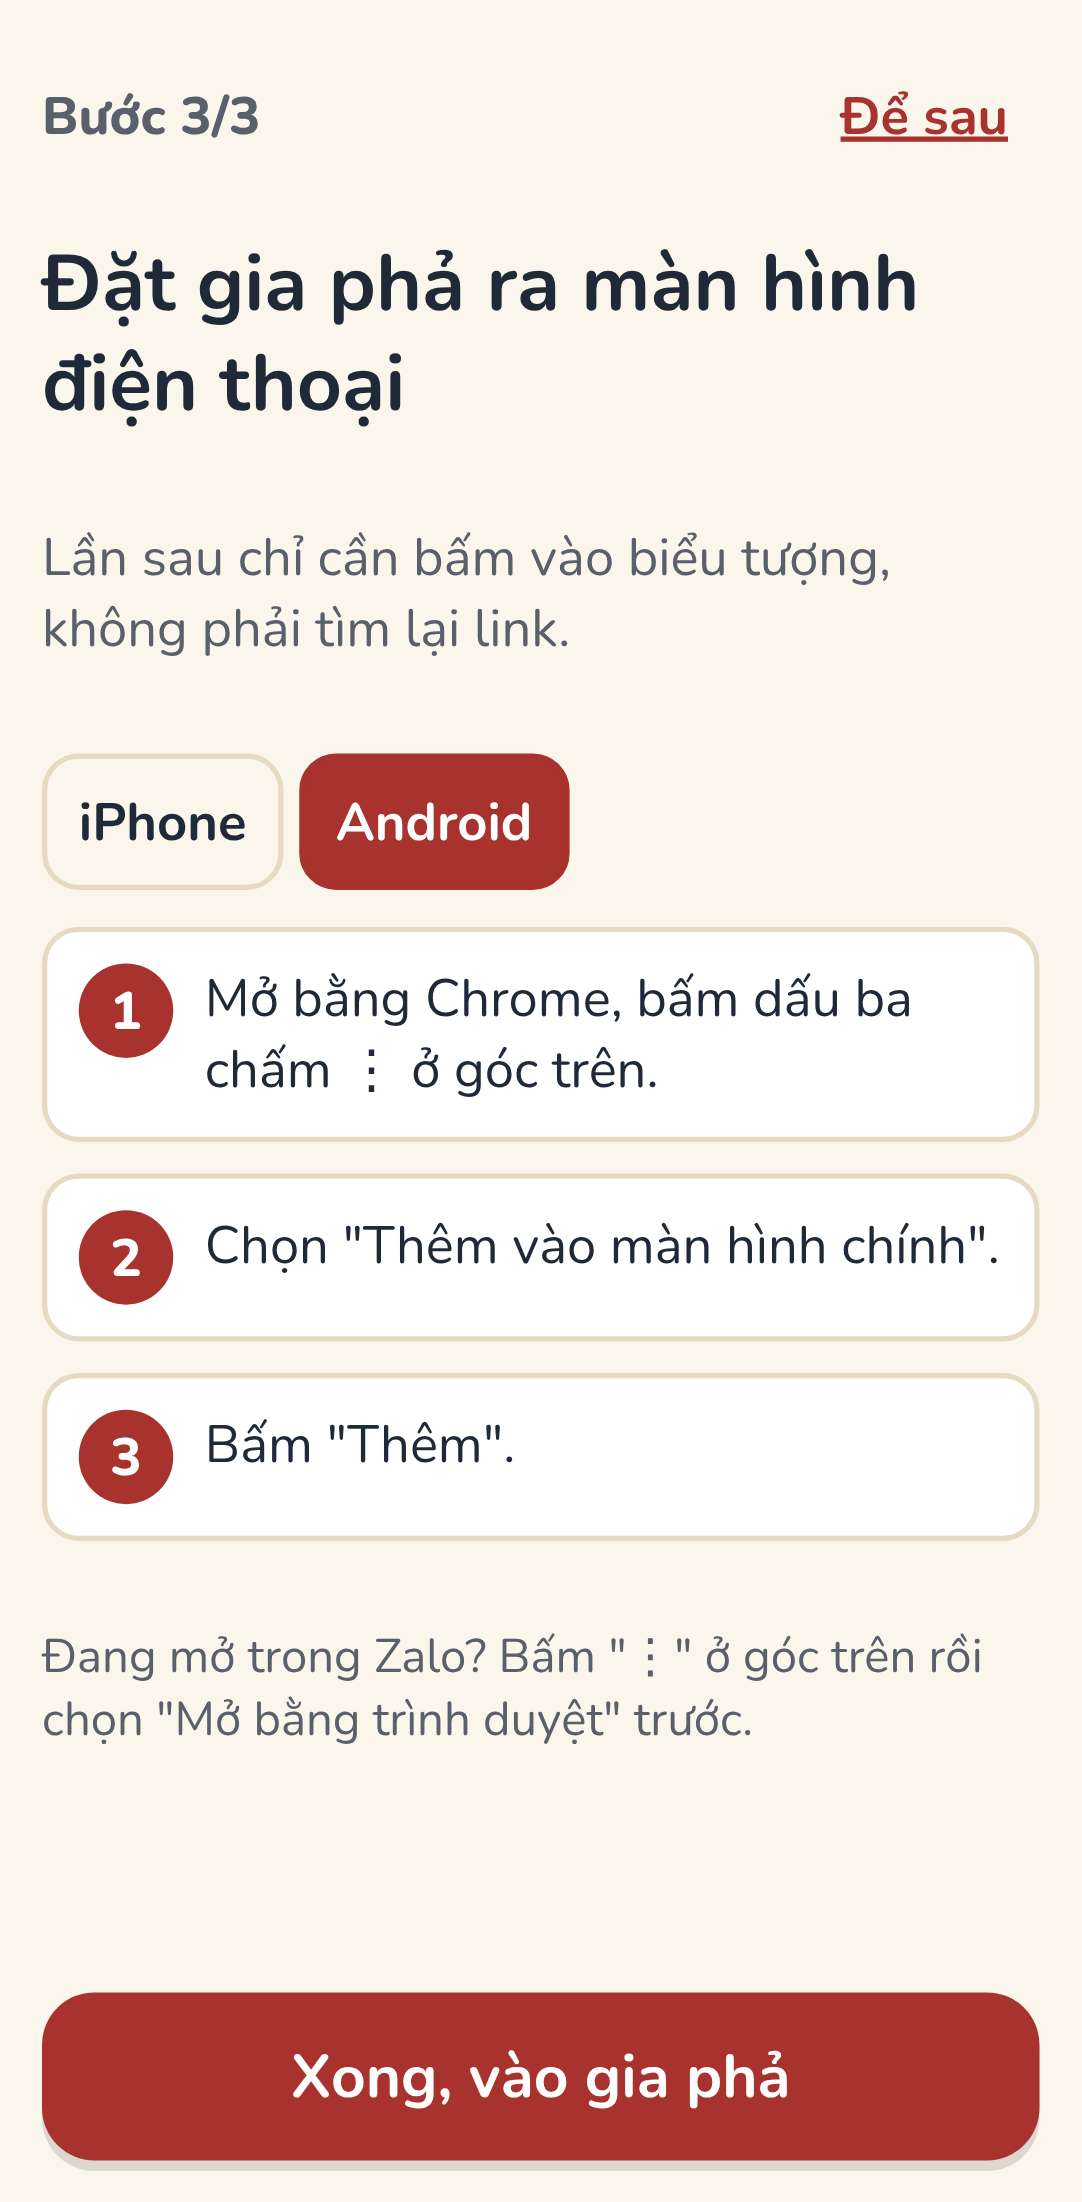 Bước 3/3
Để sau
Đặt gia phả ra màn hình
điện thoại
Lần sau chỉ cần bấm vào biểu tượng,
không phải tìm lại link.
iPhone
Android
1
Mở bằng Chrome, bấm dấu ba
chấm ⋮ ở góc trên.
2
Chọn "Thêm vào màn hình chính".
3
Bấm "Thêm".
Đang mở trong Zalo? Bấm "⋮" ở góc trên rồi
chọn "Mở bằng trình duyệt" trước.
Xong, vào gia phả